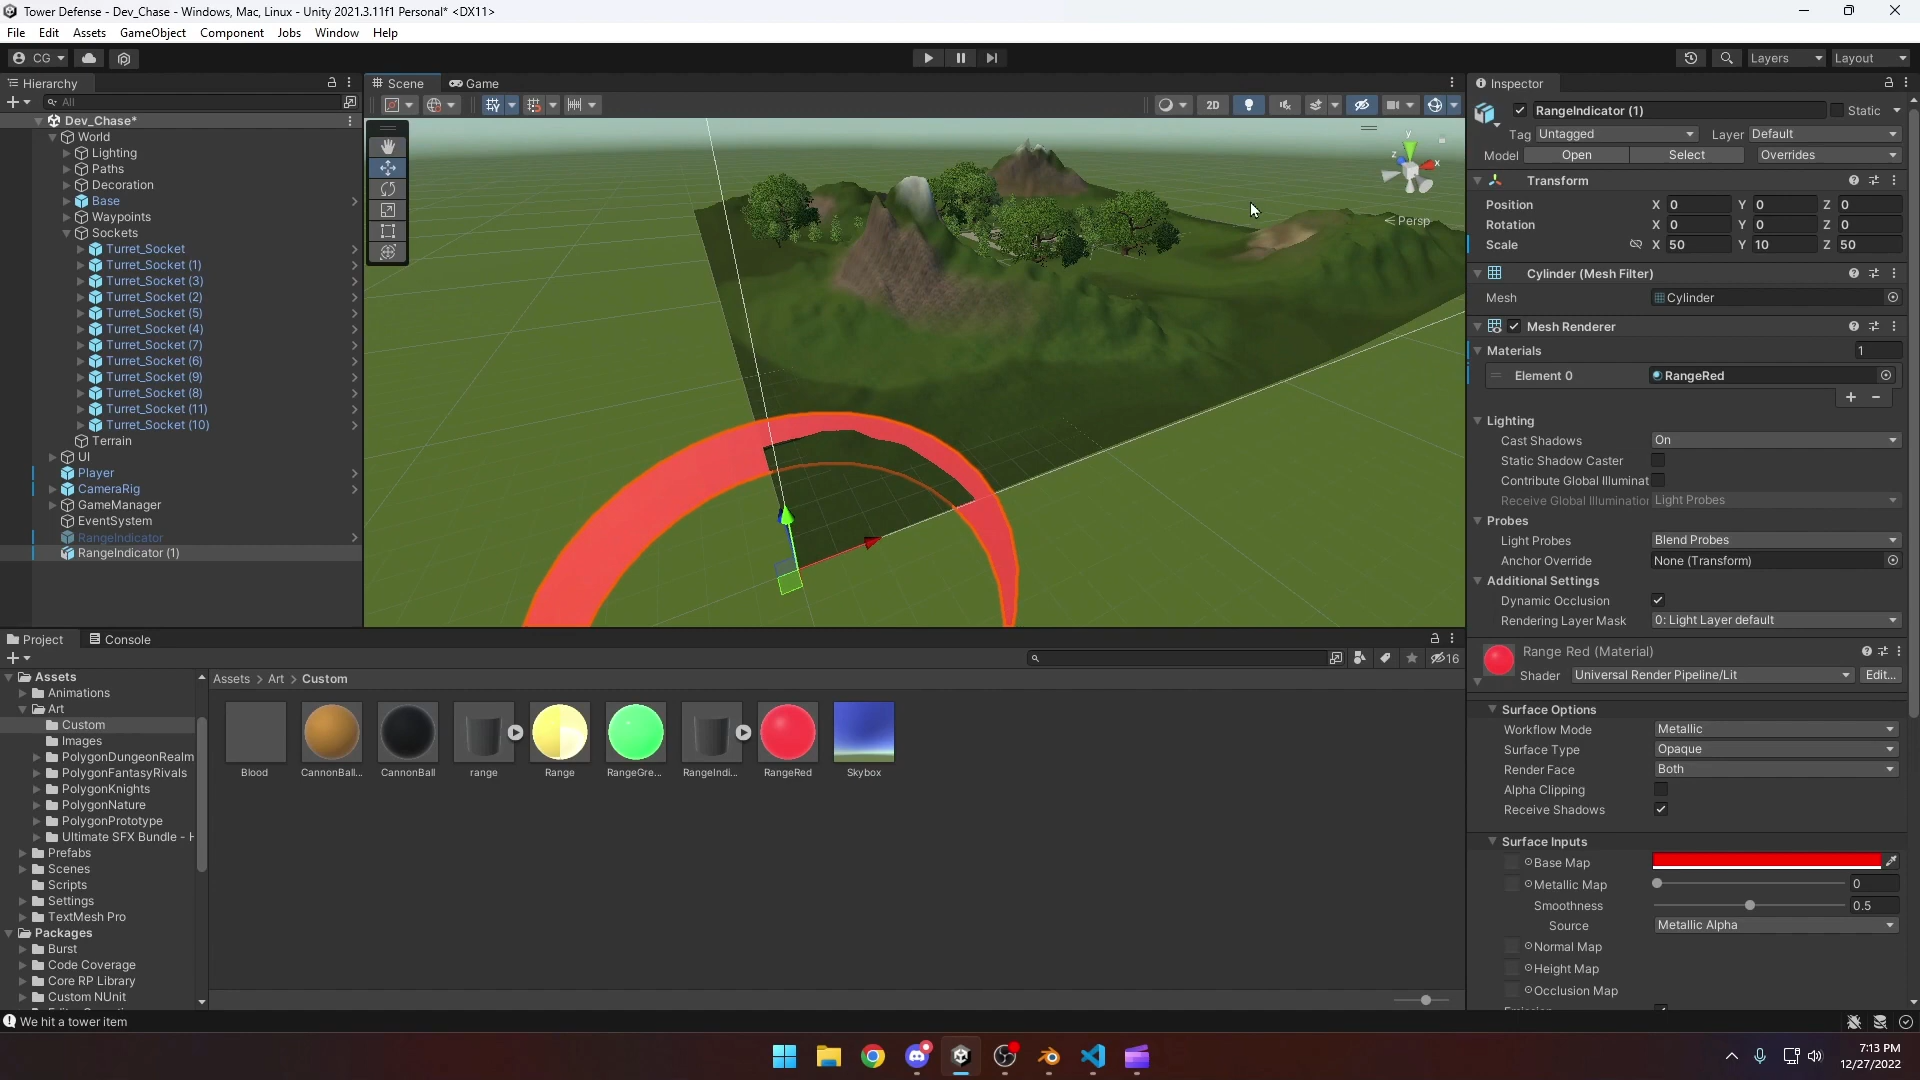 Tower Defense - Dev_Chase - Windows, Mac, Linux - Unity 2021.3.11f1 Personal* <DX11>
File Edit Assets GameObject Component Jobs Window Help
CG Layers Layout
Hierarchy
All
Dev_Chase*
World
Lighting
Paths
Decoration
Base
Waypoints
Sockets
Turret_Socket
Turret_Socket (1)
Turret_Socket (3)
Turret_Socket (2)
Turret_Socket (5)
Turret_Socket (4)
Turret_Socket (7)
Turret_Socket (6)
Turret_Socket (9)
Turret_Socket (8)
Turret_Socket (11)
Turret_Socket (10)
Terrain
UI
Player
CameraRig
GameManager
EventSystem
RangeIndicator
RangeIndicator (1)
Scene Game
2D
y
z x
Persp
Inspector
RangeIndicator (1) Static
Tag Untagged Layer Default
Model Open Select Overrides
Transform
Position X 0 Y 0 Z 0
Rotation X 0 Y 0 Z 0
Scale X 50 Y 10 Z 50
Cylinder (Mesh Filter)
Mesh Cylinder
Mesh Renderer
Materials 1
Element 0 RangeRed
Lighting
Cast Shadows On
Static Shadow Caster
Contribute Global Illuminat
Receive Global Illumination Light Probes
Probes
Light Probes Blend Probes
Anchor Override None (Transform)
Additional Settings
Dynamic Occlusion
Rendering Layer Mask 0: Light Layer default
Range Red (Material)
Shader Universal Render Pipeline/Lit Edit...
Surface Options
Workflow Mode Metallic
Surface Type Opaque
Render Face Both
Alpha Clipping
Receive Shadows
Surface Inputs
Base Map
Metallic Map 0
Smoothness 0.5
Source Metallic Alpha
Normal Map
Height Map
Occlusion Map
Project Console
16
Assets
Animations
Art
Custom
Images
PolygonDungeonRealm
PolygonFantasyRivals
PolygonKnights
PolygonNature
PolygonPrototype
Ultimate SFX Bundle - H
Prefabs
Scenes
Scripts
Settings
TextMesh Pro
Packages
Burst
Code Coverage
Core RP Library
Custom NUnit
Assets > Art > Custom
Blood CannonBall... CannonBall range Range RangeGre... RangeIndi... RangeRed Skybox
We hit a tower item
7:13 PM
12/27/2022